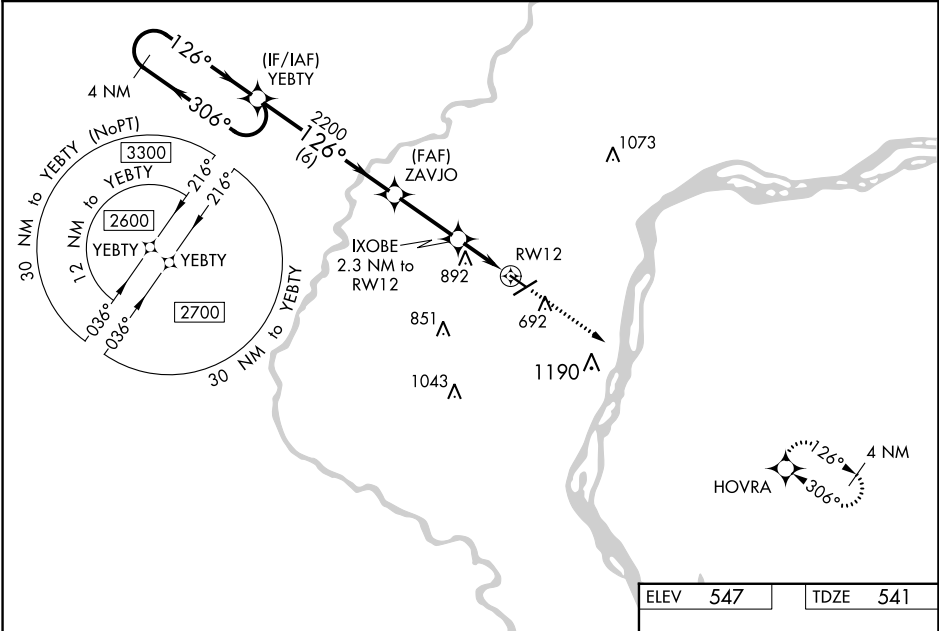 126°
4 NM
306°
(IF/IAF)
YEBTY
2200
126°
(6)
(FAF)
ZAVJO
1073
30 NM to YEBTY (NoPT)
3300
216°
216°
12 NM to YEBTY
2600
YEBTY
YEBTY
036°
036°
2700
30 NM to YEBTY
IXOBE
2.3 NM to
RW12
892
RW12
692
851
1043
1190
126°
4 NM
HOVRA
306°
ELEV 547
TDZE 541